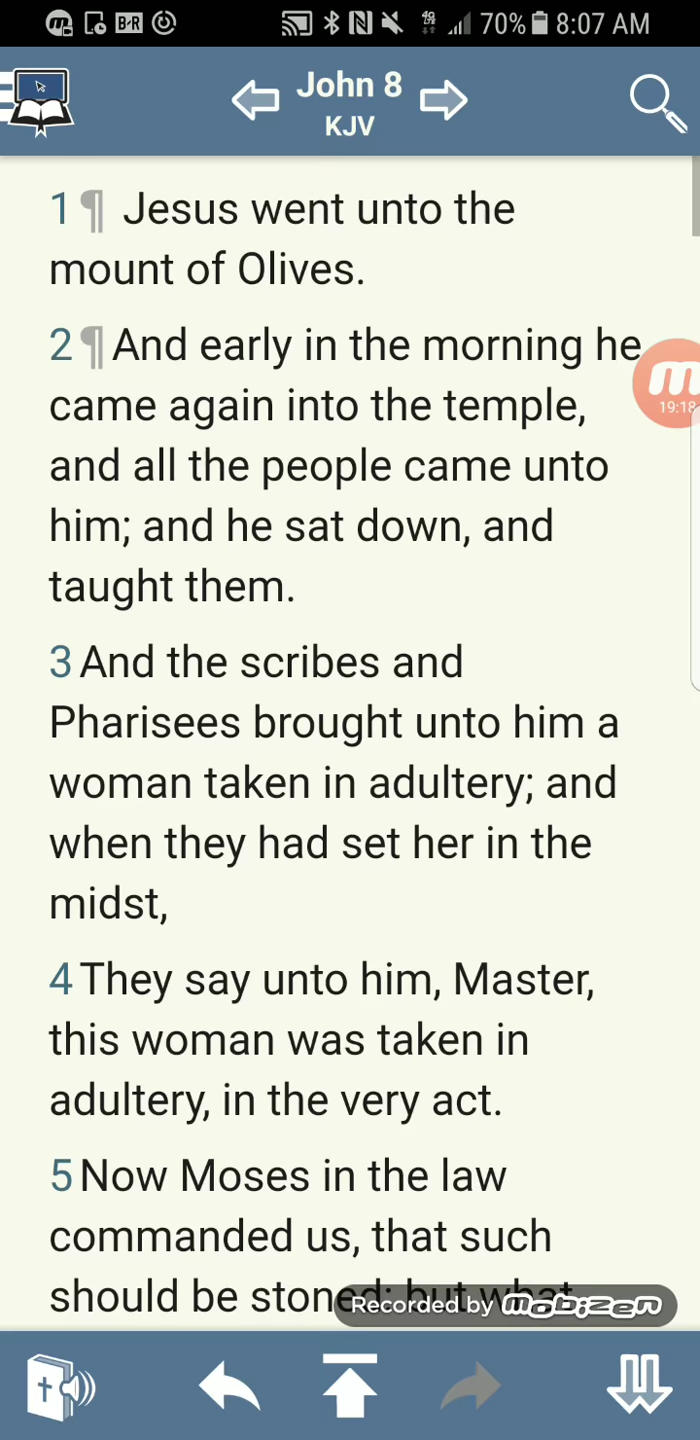 70% 8:07 AM
John 8
KJV
1¶ Jesus went unto the
mount of Olives.
2¶ And early in the morning he
came again into the temple,
and all the people came unto
him; and he sat down, and
taught them.
3 And the scribes and
Pharisees brought unto him a
woman taken in adultery; and
when they had set her in the
midst,
4 They say unto him, Master,
this woman was taken in
adultery, in the very act.
5 Now Moses in the law
commanded us, that such
should be stoned: but what
19:18
Recorded by mobizen